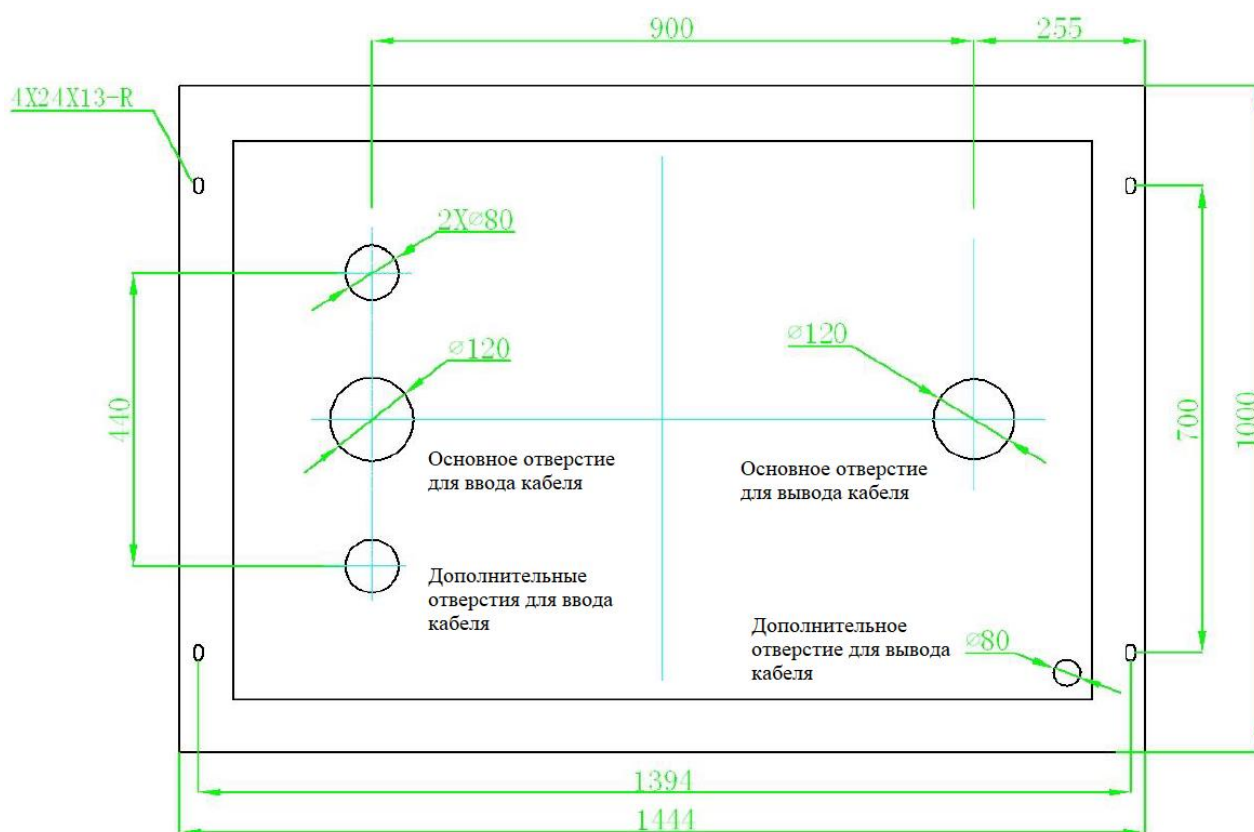 900
255
4X24X13-R
2X⌀80
⌀120
⌀120
440
700
1000
Основное отверстие
для ввода кабеля
Основное отверстие
для вывода кабеля
Дополнительные
отверстия для ввода
кабеля
Дополнительное
отверстие для вывода
кабеля
⌀80
1394
1444